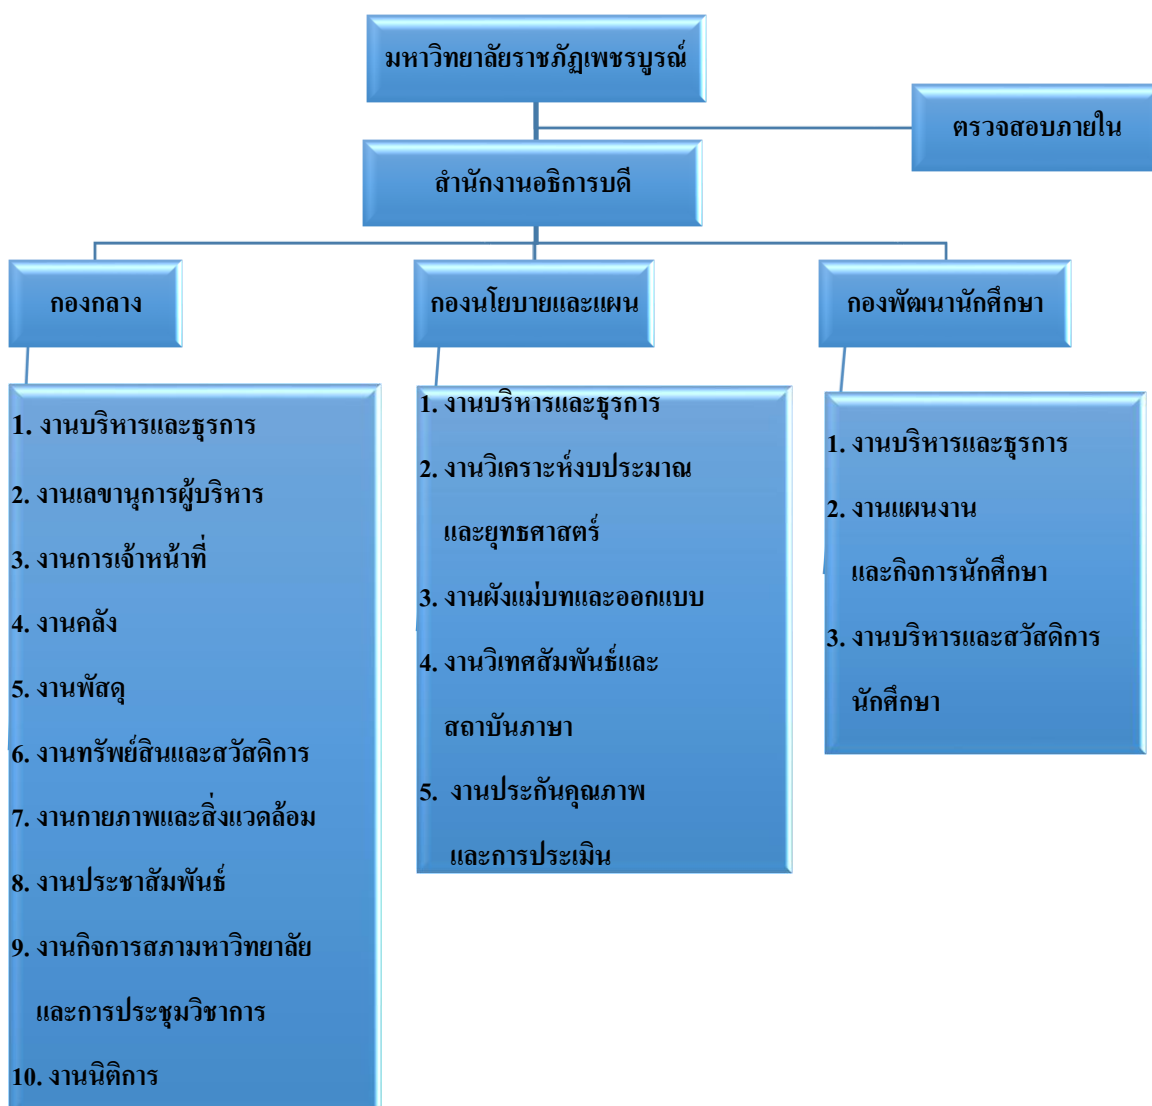 มหาวิทยาลัยราชภัฏเพชรบูรณ์
ตรวจสอบภายใน
สำนักงานอธิการบดี
กองกลาง
กองนโยบายและแผน
กองพัฒนานักศึกษา
1. งานบริหารและธุรการ
2. งานเลขานุการผู้บริหาร
3. งานการเจ้าหน้าที่
4. งานคลัง
5. งานพัสดุ
6. งานทรัพย์สินและสวัสดิการ
7. งานกายภาพและสิ่งแวดล้อม
8. งานประชาสัมพันธ์
9. งานกิจการสภามหาวิทยาลัย
และการประชุมวิชาการ
10. งานนิติการ
1. งานบริหารและธุรการ
2. งานวิเคราะห์งบประมาณ
และยุทธศาสตร์
3. งานผังแม่บทและออกแบบ
4. งานวิเทศสัมพันธ์และ
สถาบันภาษา
5. งานประกันคุณภาพ
และการประเมิน
1. งานบริหารและธุรการ
2. งานแผนงาน
และกิจการนักศึกษา
3. งานบริหารและสวัสดิการ
นักศึกษา